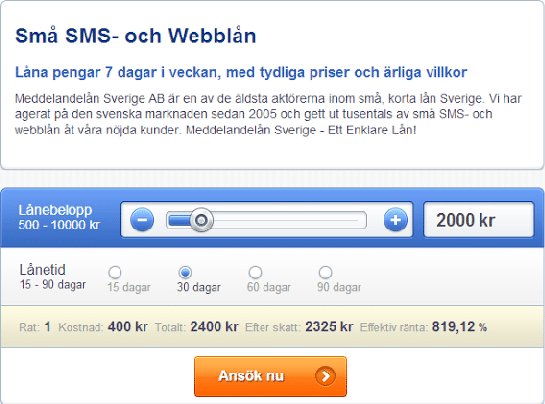 Små SMS- och Webblån
Låna pengar 7 dagar i veckan, med tydliga priser och ärliga villkor
Meddelandelån Sverige AB är en av de äldsta aktörerna inom små, korta lån Sverige. Vi har
agerat på den svenska marknaden sedan 2005 och gett ut tusentals av små SMS- och
webblån åt våra nöjda kunder. Meddelandelån Sverige - Ett Enklare Lån!
Lånebelopp
500 - 10000 kr
2000 kr
Lånetid
15 - 90 dagar
15 dagar 30 dagar 60 dagar 90 dagar
Rat: 1 Kostnad: 400 kr Totalt: 2400 kr Efter skatt: 2325 kr Effektiv ränta: 819,12 %
Ansök nu